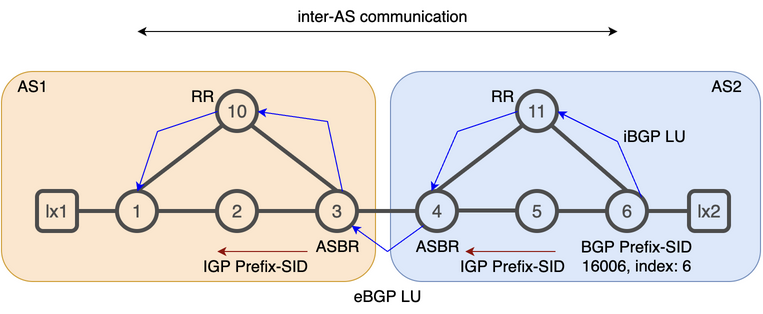 inter-AS communication
AS1
AS2
RR
10
RR
11
iBGP LU
lx1
1
2
3
4
5
6
lx2
ASBR
ASBR
BGP Prefix-SID
16006, index: 6
IGP Prefix-SID
IGP Prefix-SID
eBGP LU